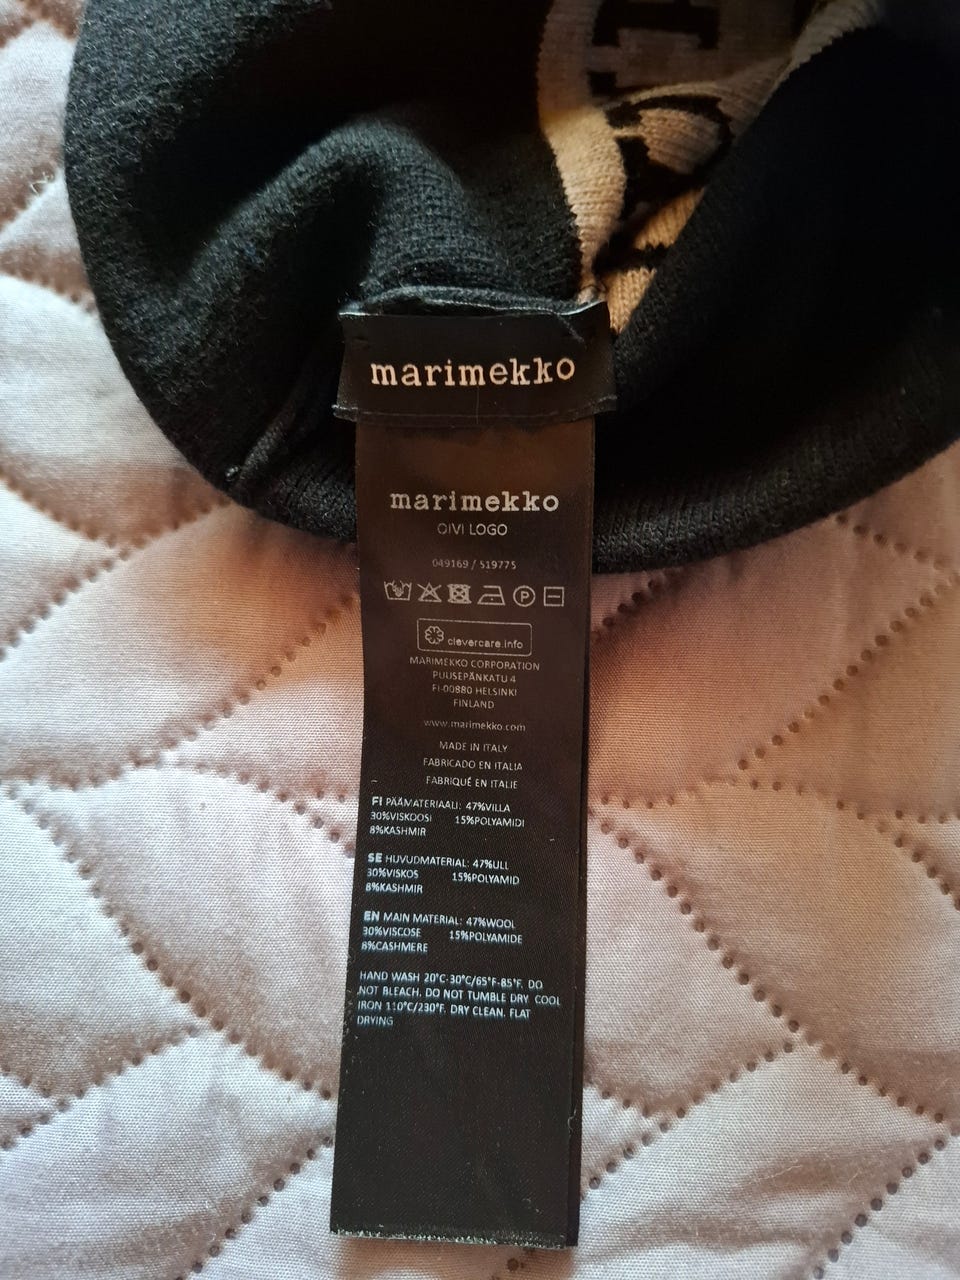 marimekko
marimekko
OIVI LOGO
049169 / 519775
P
clevercare.info
MARIMEKKO CORPORATION
PUUSEPÄNKATU 4
FI-00880 HELSINKI
FINLAND
www.marimekko.com
MADE IN ITALY
FABRICADO EN ITALIA
FABRIQUÉ EN ITALIE
FI PÄÄMATERIAALI: 47%VILLA
30%VISKOOSI 15%POLYAMIDI
8%KASHMIR
SE HUVUDMATERIAL: 47%ULL
30%VISKOS 15%POLYAMID
8%KASHMIR
EN MAIN MATERIAL: 47%WOOL
30%VISCOSE 15%POLYAMIDE
8%CASHMERE
HAND WASH 20°C-30°C/65°F-85°F. DO
NOT BLEACH. DO NOT TUMBLE DRY COOL
IRON 110°C/230°F. DRY CLEAN. FLAT
DRYING